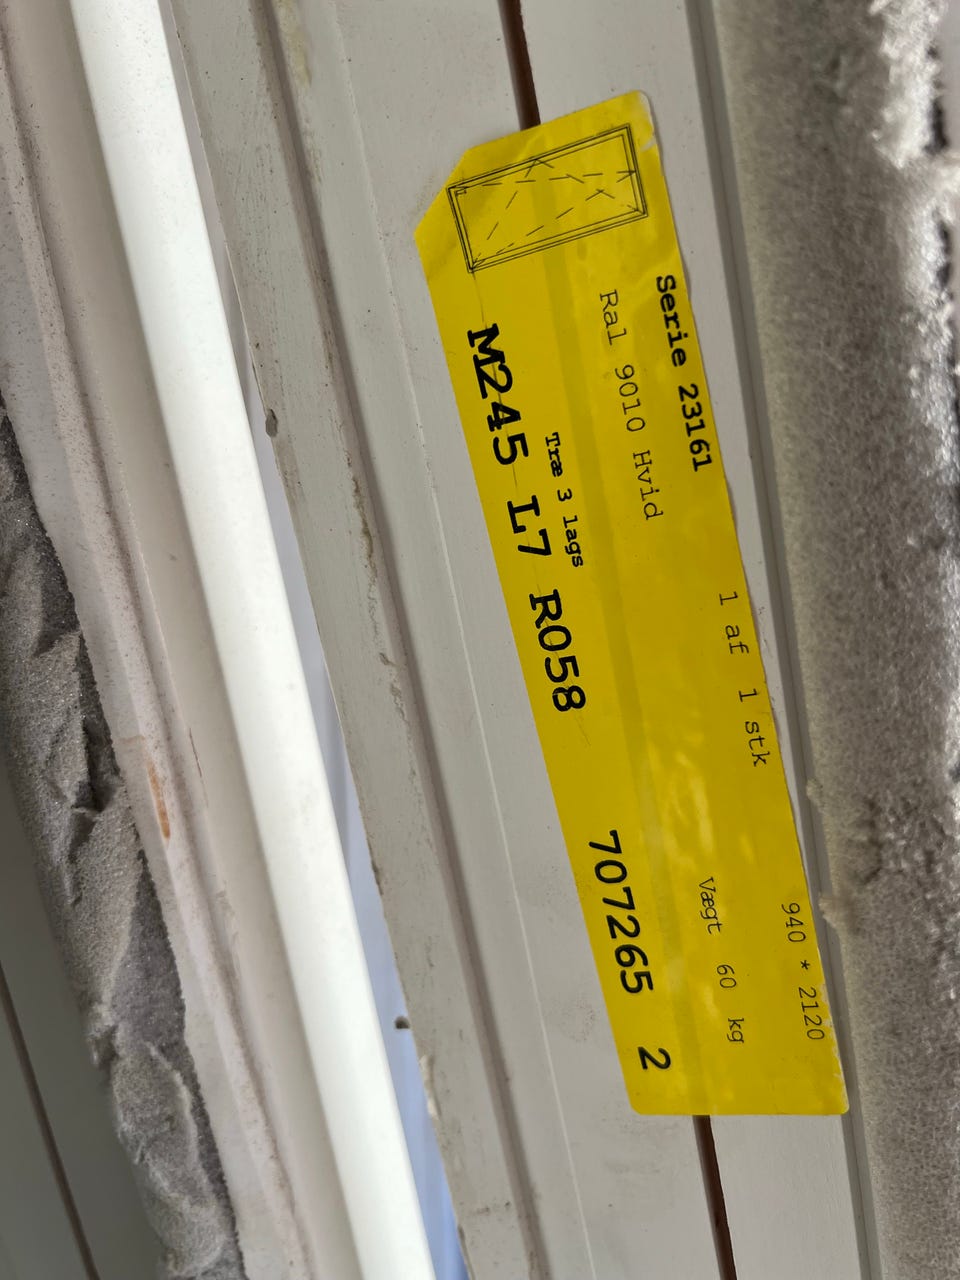 Serie 23161 1 af 1 stk 940 * 2120
Ral 9010 Hvid Vægt 60 kg
Træ 3 lags
M245 L7 R058 707265 2